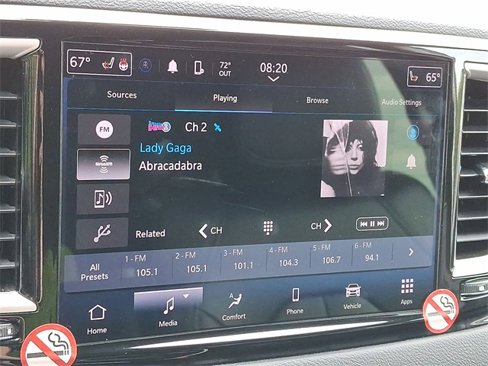 67°
72°
OUT
08:20
65°
Sources
Playing
Browse
Audio Settings
FM
Ch 2
Lady Gaga
Abracadabra
SiriusXM
Related
CH
CH
All
Presets
1 - FM
105.1
2 - FM
105.1
3 - FM
101.1
4 - FM
104.3
5 - FM
106.7
6 - FM
94.1
Home
Media
Comfort
Phone
Vehicle
Apps